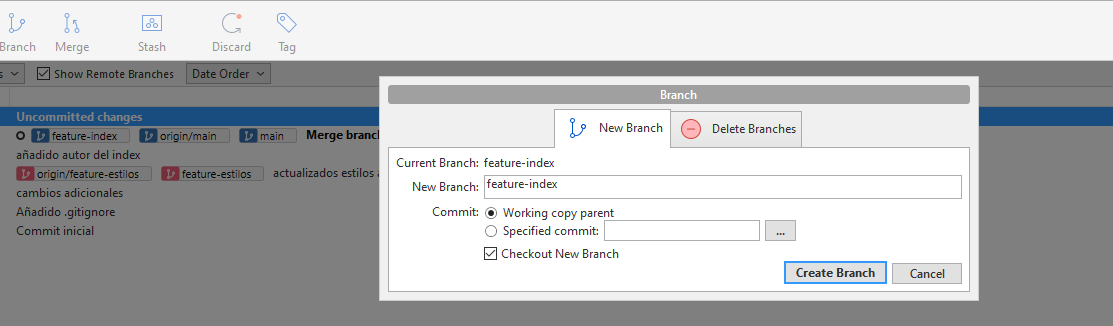 Branch Merge Stash Discard Tag
s Show Remote Branches Date Order
Uncommitted changes
feature-index origin/main main Merge branc
añadido autor del index
origin/feature-estilos feature-estilos actualizados estilos a
cambios adicionales
Añadido .gitignore
Commit inicial
Branch
New Branch Delete Branches
Current Branch: feature-index
New Branch: feature-index
Commit: Working copy parent
Specified commit: ...
Checkout New Branch
Create Branch Cancel